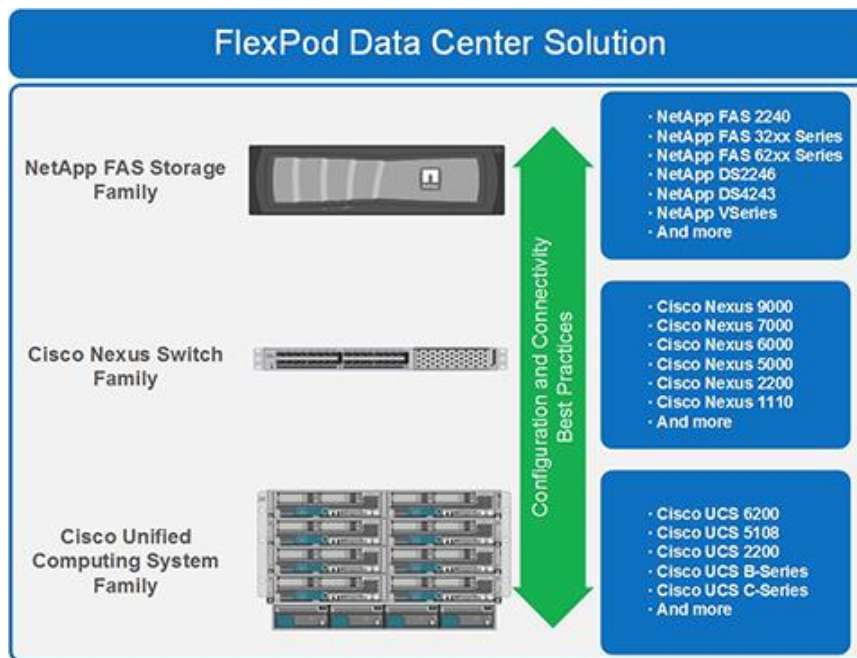 FlexPod Data Center Solution
NetApp FAS Storage
Family
· NetApp FAS 2240
· NetApp FAS 32xx Series
· NetApp FAS 62xx Series
· NetApp DS2246
· NetApp DS4243
· NetApp VSeries
· And more
Configuration and Connectivity
Best Practices
Cisco Nexus Switch
Family
· Cisco Nexus 9000
· Cisco Nexus 7000
· Cisco Nexus 6000
· Cisco Nexus 5000
· Cisco Nexus 2200
· Cisco Nexus 1110
· And more
Cisco Unified
Computing System
Family
· Cisco UCS 6200
· Cisco UCS 5108
· Cisco UCS 2200
· Cisco UCS B-Series
· Cisco UCS C-Series
· And more